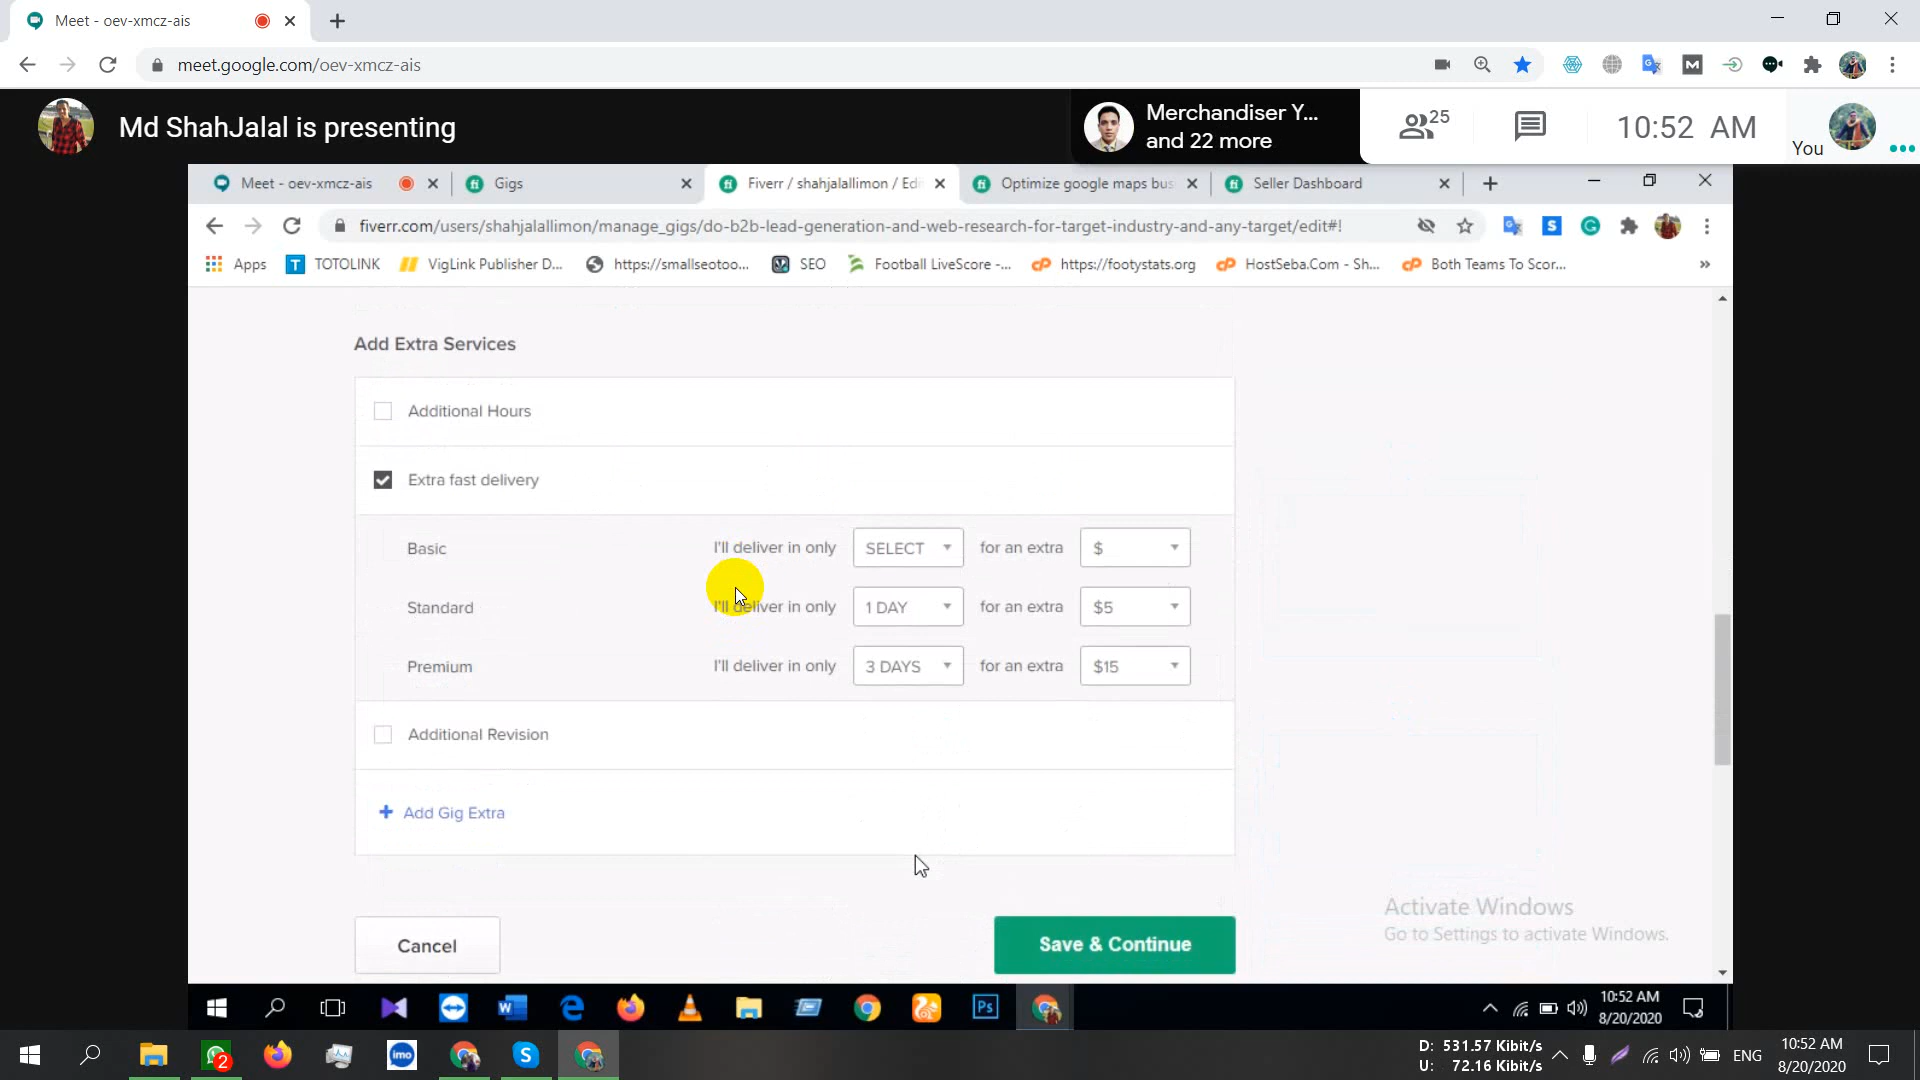 Meet - oev-xmcz-ais
meet.google.com/oev-xmcz-ais
Md ShahJalal is presenting
Merchandiser Y...
and 22 more
25
10:52 AM
You
Meet - oev-xmcz-ais
Gigs
Fiverr / shahjalallimon / Edi
Optimize google maps bus
Seller Dashboard
fiverr.com/users/shahjalallimon/manage_gigs/do-b2b-lead-generation-and-web-research-for-target-industry-and-any-target/edit#!
Apps
TOTOLINK
VigLink Publisher D...
https://smallseotoo...
SEO
Football LiveScore -...
https://footystats.org
HostSeba.Com - Sh...
Both Teams To Scor...
»
Add Extra Services
Additional Hours
Extra fast delivery
Basic I'll deliver in only SELECT for an extra $
Standard I'll deliver in only 1 DAY for an extra $5
Premium I'll deliver in only 3 DAYS for an extra $15
Additional Revision
+ Add Gig Extra
Cancel
Save & Continue
Activate Windows
Go to Settings to activate Windows.
10:52 AM
8/20/2020
2
imo
D: 531.57 Kibit/s
U: 72.16 Kibit/s
ENG
10:52 AM
8/20/2020